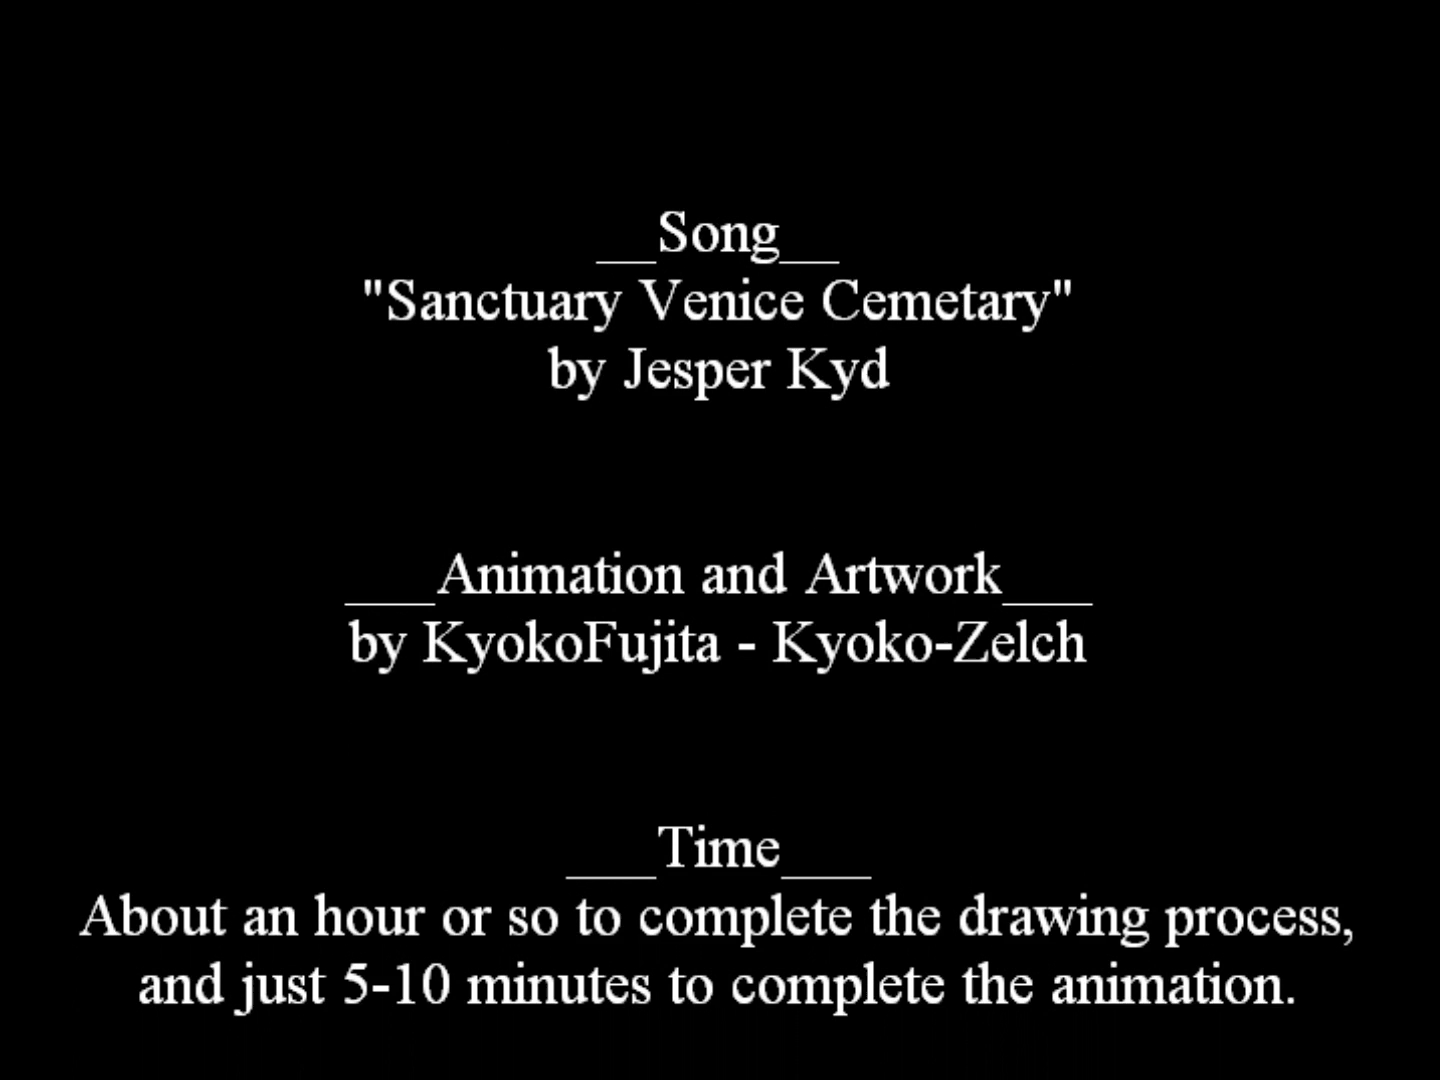 __Song__
"Sanctuary Venice Cemetary"
by Jesper Kyd
___Animation and Artwork___
by KyokoFujita - Kyoko-Zelch
___Time___
About an hour or so to complete the drawing process,
and just 5-10 minutes to complete the animation.